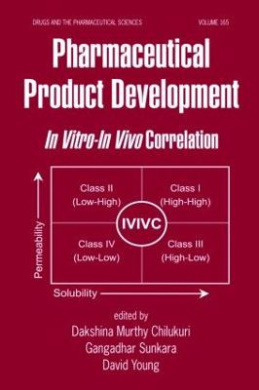 DRUGS AND THE PHARMACEUTICAL SCIENCES VOLUME 165
Pharmaceutical
Product Development
In Vitro-In Vivo Correlation
Class II Class I
(Low-High) (High-High)
IVIVC
Class IV Class III
(Low-Low) (High-Low)
Permeability
Solubility
edited by
Dakshina Murthy Chilukuri
Gangadhar Sunkara
David Young